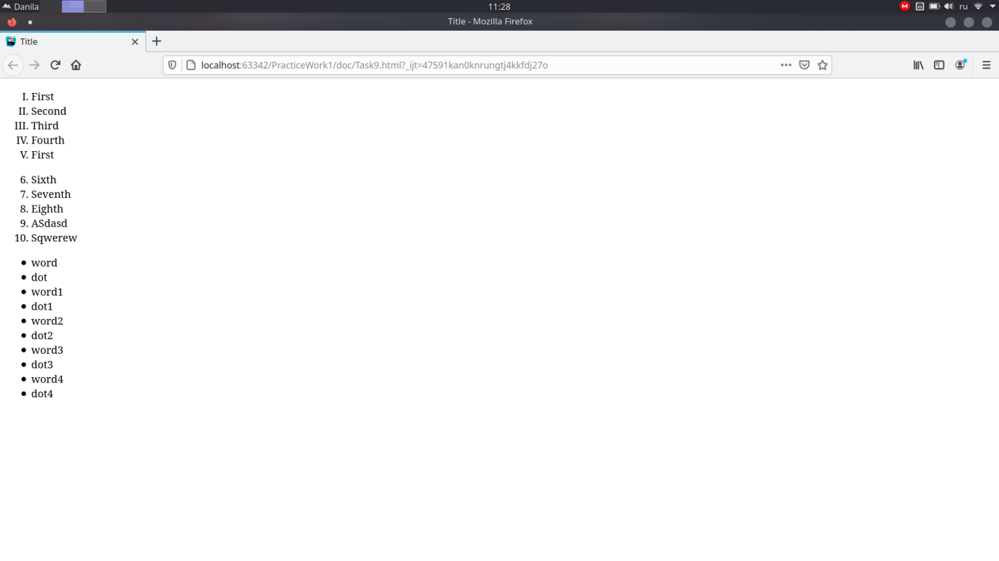 Danila 11:28 M ru
Title - Mozilla Firefox
WS Title
localhost:63342/PracticeWork1/doc/Task9.html?_ijt=47591kan0knrungtj4kkfdj27o
I. First
II. Second
III. Third
IV. Fourth
V. First
6. Sixth
7. Seventh
8. Eighth
9. ASdasd
10. Sqwerew
• word
• dot
• word1
• dot1
• word2
• dot2
• word3
• dot3
• word4
• dot4